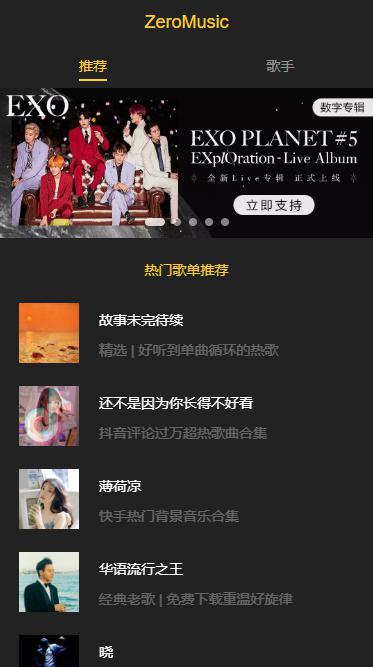 ZeroMusic
推荐
歌手
EXO
数字专辑
EXO PLANET #5
EXplOration - Live Album
全新Live专辑 正式上线
立即支持
热门歌单推荐
故事未完待续
精选 | 好听到单曲循环的热歌
还不是因为你长得不好看
抖音评论过万超热歌曲合集
薄荷凉
快手热门背景音乐合集
华语流行之王
经典老歌 | 免费下载重温好旋律
晓